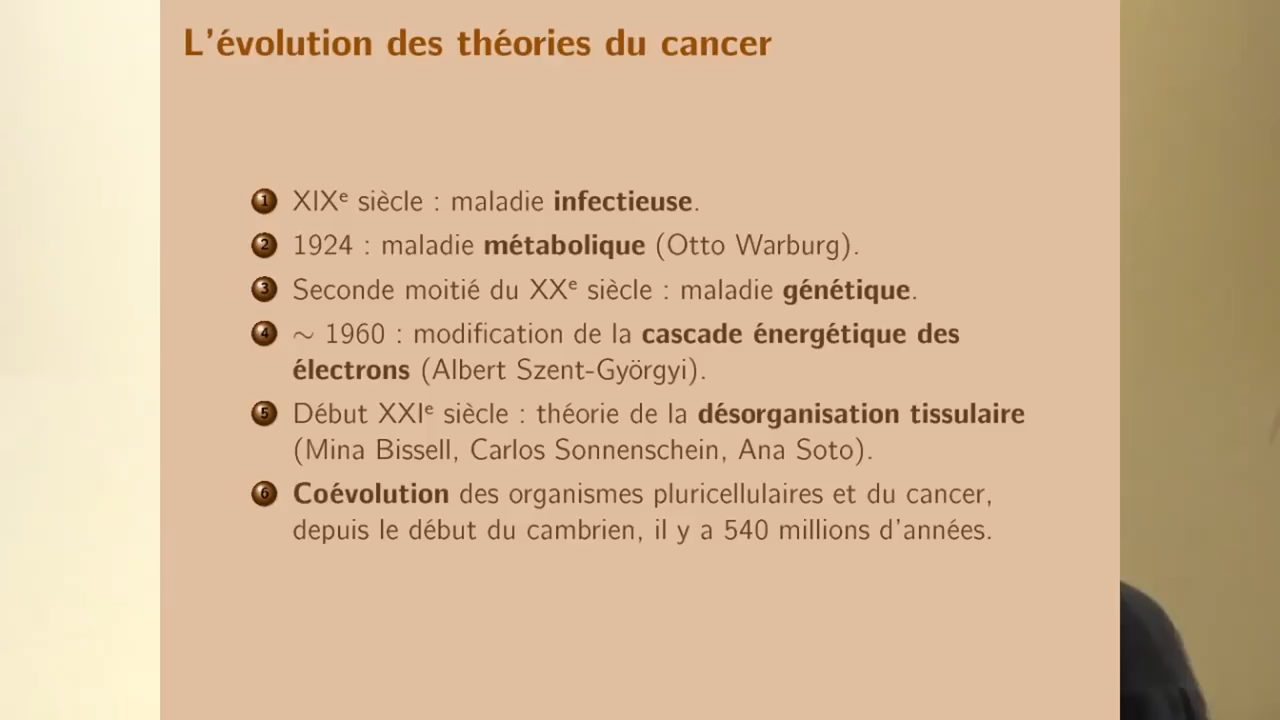 L'évolution des théories du cancer
1 XIXe siècle : maladie infectieuse.
2 1924 : maladie métabolique (Otto Warburg).
3 Seconde moitié du XXe siècle : maladie génétique.
4 ∼ 1960 : modification de la cascade énergétique des
électrons (Albert Szent-Györgyi).
5 Début XXIe siècle : théorie de la désorganisation tissulaire
(Mina Bissell, Carlos Sonnenschein, Ana Soto).
6 Coévolution des organismes pluricellulaires et du cancer,
depuis le début du cambrien, il y a 540 millions d'années.